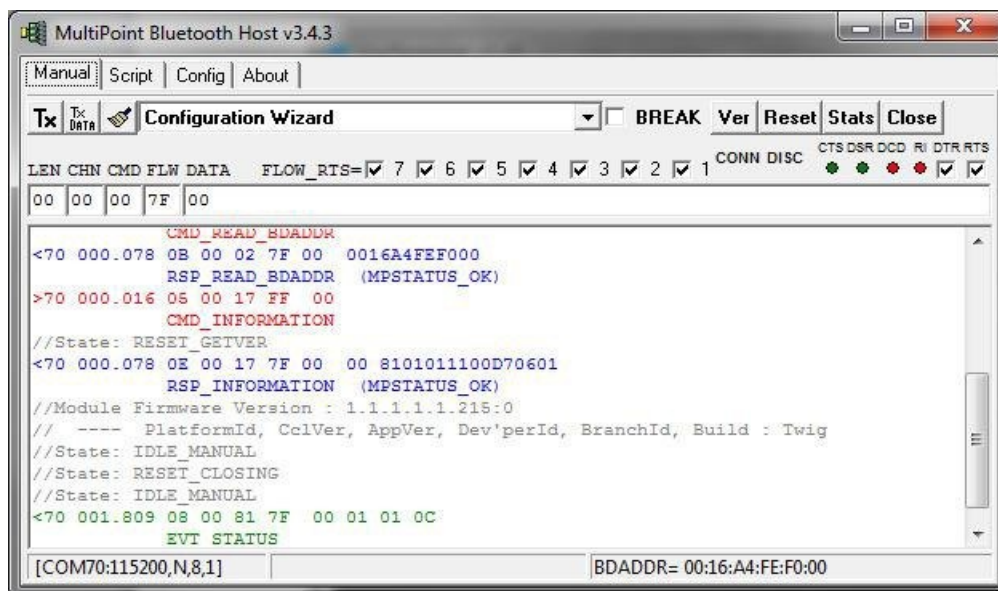 MultiPoint Bluetooth Host v3.4.3
Manual Script Config About
Tx Tx DATA Configuration Wizard BREAK Ver Reset Stats Close
LEN CHN CMD FLW DATA FLOW_RTS= 7 6 5 4 3 2 1 CONN DISC CTS DSR DCD RI DTR RTS
00 00 00 7F 00
CMD_READ_BDADDR
<70 000.078 0B 00 02 7F 00 0016A4FEF000
RSP_READ_BDADDR (MPSTATUS_OK)
>70 000.016 05 00 17 FF 00
CMD_INFORMATION
//State: RESET_GETVER
<70 000.078 0E 00 17 7F 00 00 8101011100D70601
RSP_INFORMATION (MPSTATUS_OK)
//Module Firmware Version : 1.1.1.1.1.215:0
// ---- PlatformId, CclVer, AppVer, Dev'perId, BranchId, Build : Twig
//State: IDLE_MANUAL
//State: RESET_CLOSING
//State: IDLE_MANUAL
<70 001.809 08 00 81 7F 00 01 01 0C
EVT_STATUS
[COM70:115200,N,8,1] BDADDR= 00:16:A4:FE:F0:00